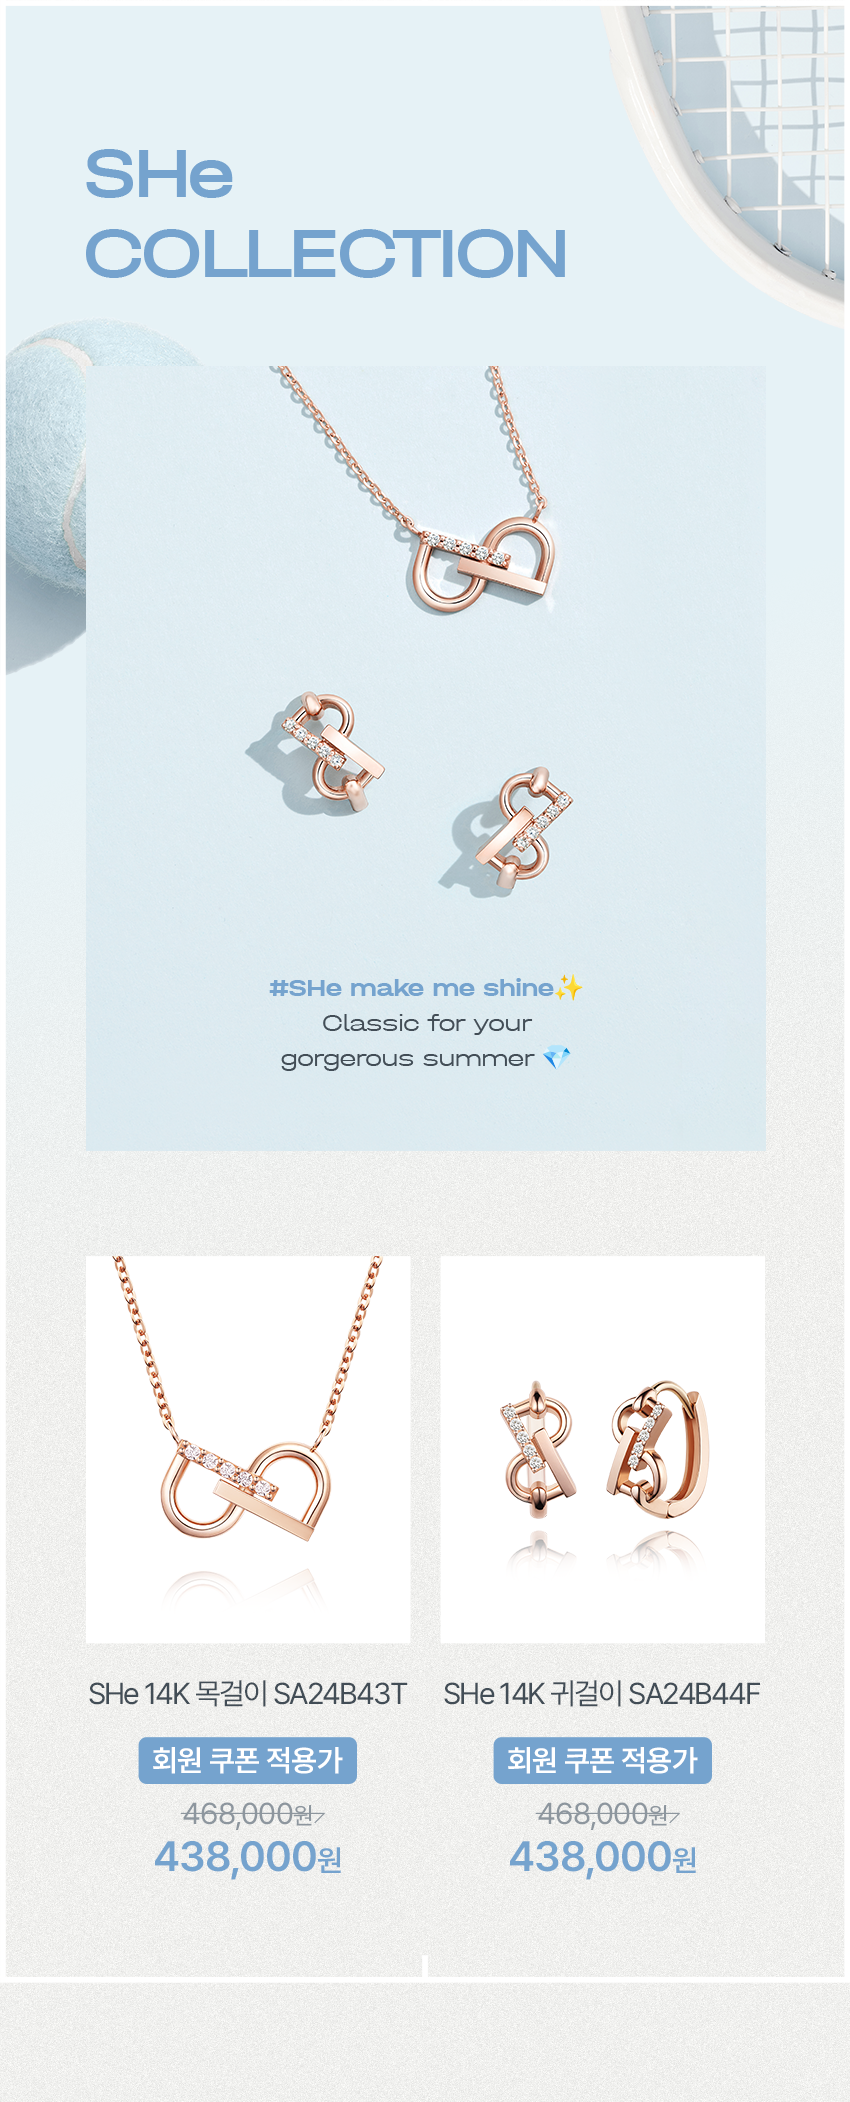 SHe
COLLECTION
#SHe make me shine✨
Classic for your
gorgerous summer 💎
SHe 14K 목걸이 SA24B43T
회원 쿠폰 적용가
468,000원
438,000원
SHe 14K 귀걸이 SA24B44F
회원 쿠폰 적용가
468,000원
438,000원